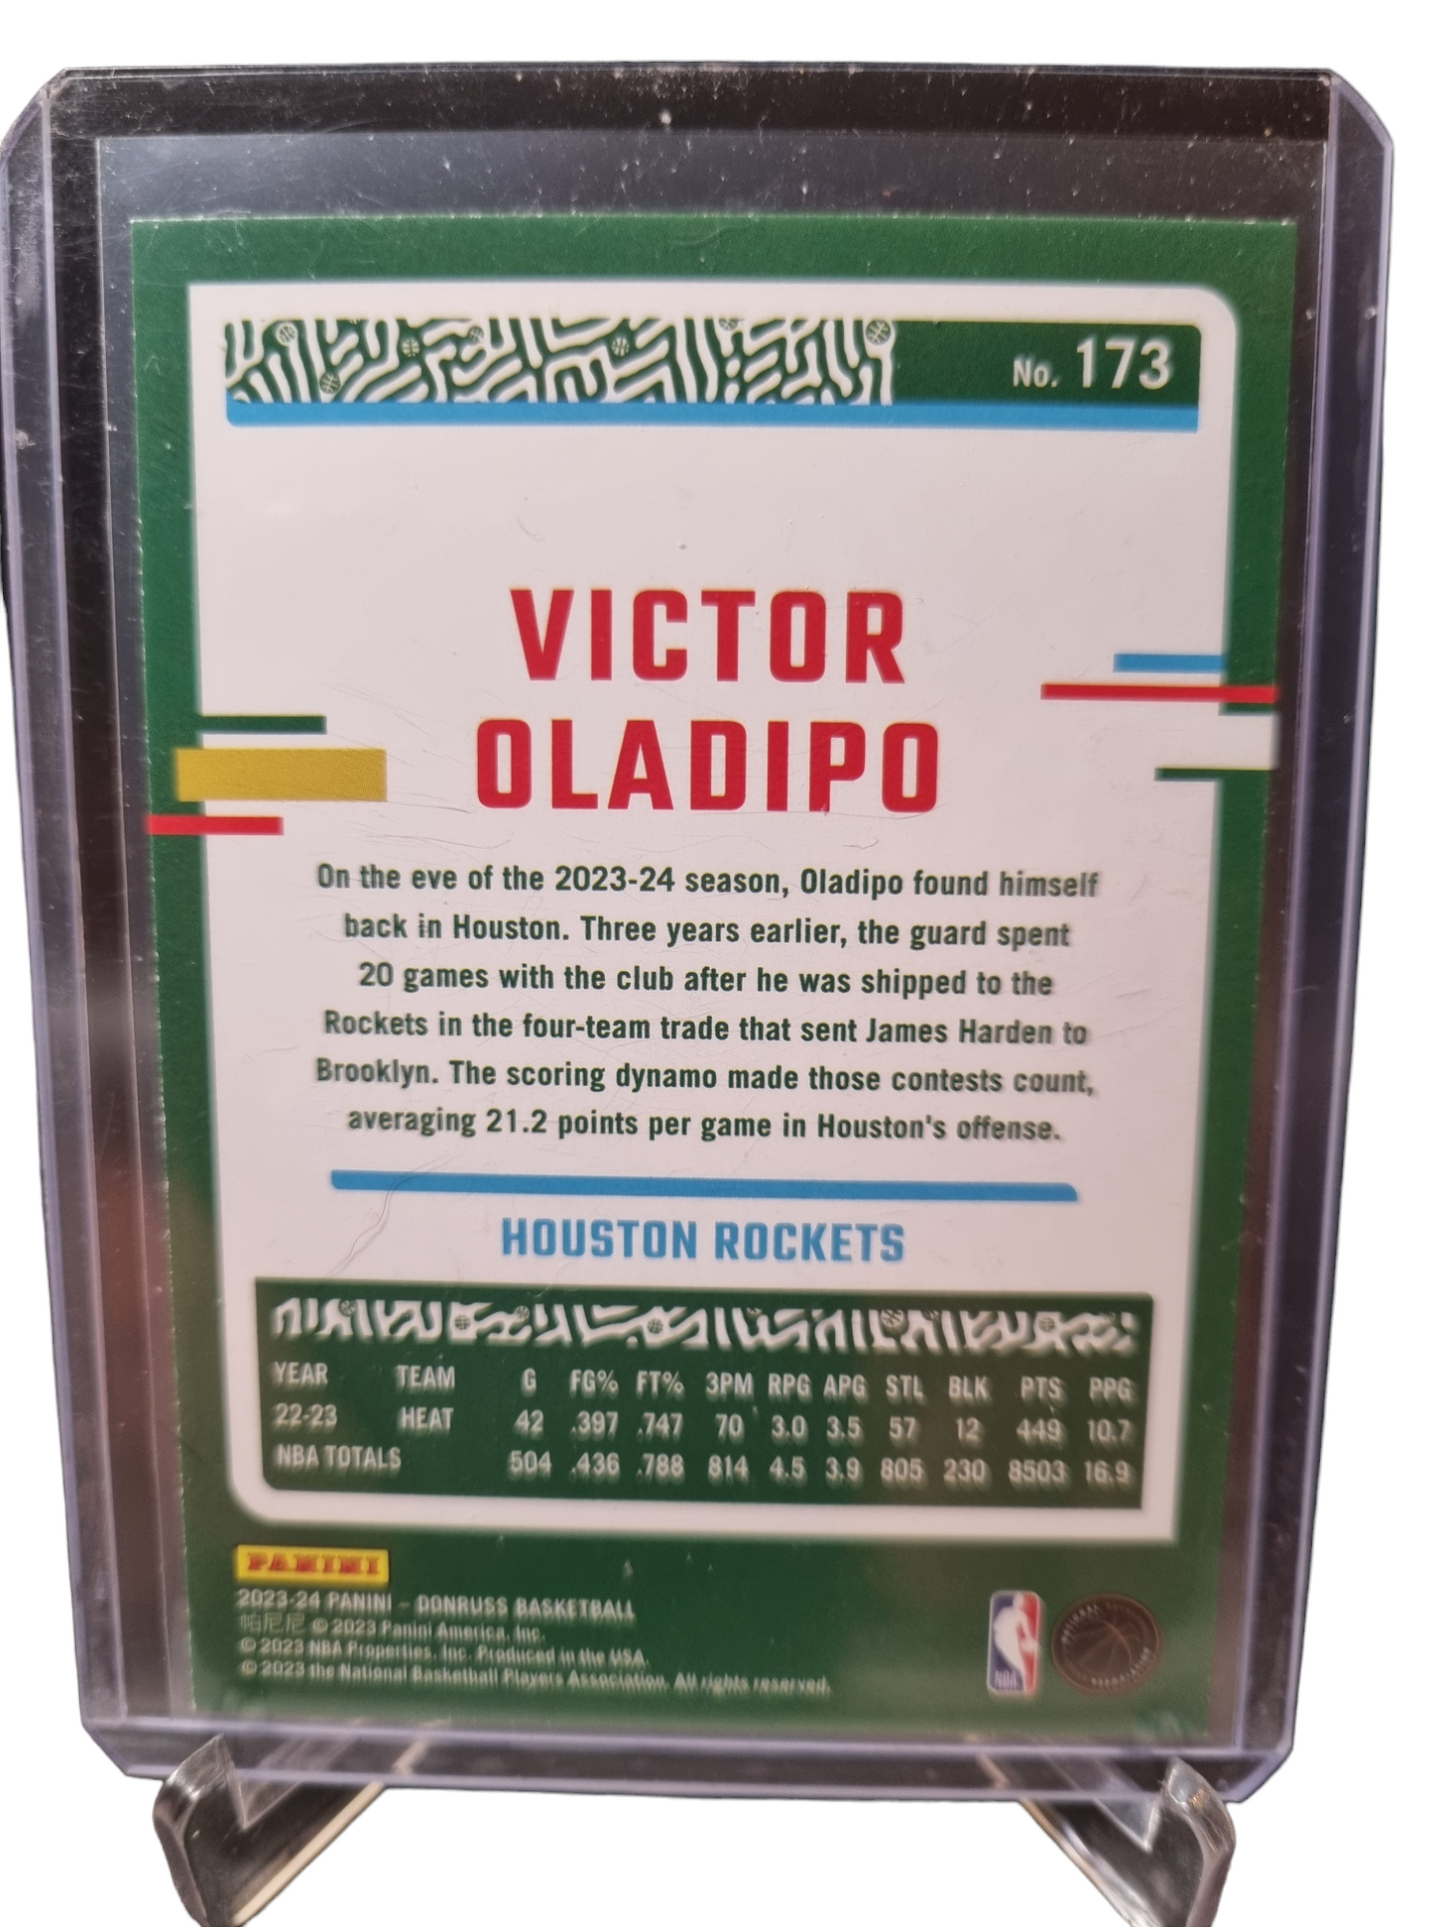 No. 173
VICTOR
OLADIPO
On the eve of the 2023-24 season, Oladipo found himself
back in Houston. Three years earlier, the guard spent
20 games with the club after he was shipped to the
Rockets in the four-team trade that sent James Harden to
Brooklyn. The scoring dynamo made those contests count,
averaging 21.2 points per game in Houston's offense.
HOUSTON ROCKETS
YEAR TEAM G FG% FT% 3PM RPG APG STL BLK PTS PPG
22-23 HEAT 42 .397 .747 70 3.0 3.5 57 12 449 10.7
NBA TOTALS 504 .436 .788 814 4.5 3.9 805 230 8503 16.9
PANINI
2023-24 PANINI – DONRUSS BASKETBALL
帕尼尼 © 2023 Panini America, Inc.
© 2023 NBA Properties, Inc. Produced in the USA.
© 2023 the National Basketball Players Association. All rights reserved.
NBA